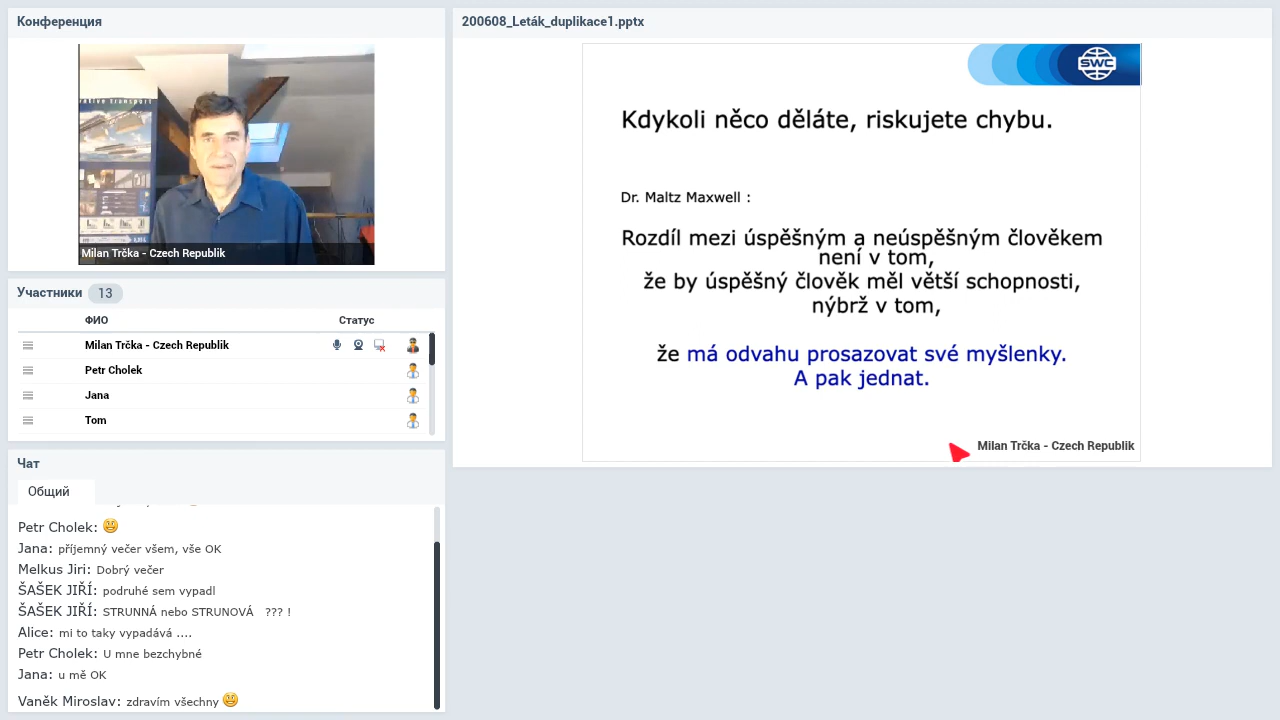 Конференция
ative transport
Milan Trčka - Czech Republik
Участники 13
ФИО Статус
Milan Trčka - Czech Republik
Petr Cholek
Jana
Tom
Чат
Общий
Petr Cholek:
Jana: příjemný večer všem, vše OK
Melkus Jiri: Dobrý večer
ŠAŠEK JIŘÍ: podruhé sem vypadl
ŠAŠEK JIŘÍ: STRUNNÁ nebo STRUNOVÁ ??? !
Alice: mi to taky vypadává ....
Petr Cholek: U mne bezchybné
Jana: u mě OK
Vaněk Miroslav: zdravím všechny
200608_Leták_duplikace1.pptx
SWC
Kdykoli něco děláte, riskujete chybu.
Dr. Maltz Maxwell :
Rozdíl mezi úspěšným a neúspěšným člověkem
není v tom,
že by úspěšný člověk měl větší schopnosti,
nýbrž v tom,
že má odvahu prosazovat své myšlenky.
A pak jednat.
Milan Trčka - Czech Republik